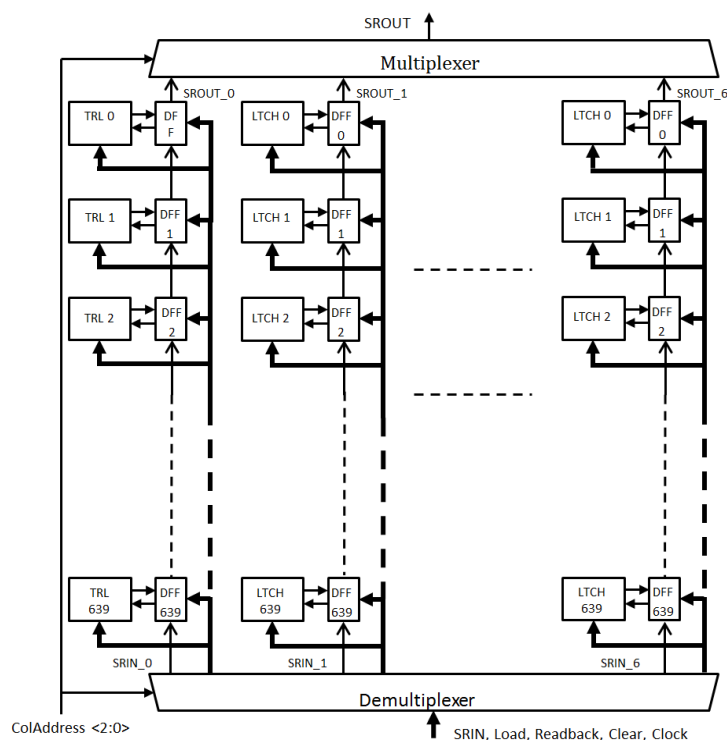 SROUT
Multiplexer
SROUT_0
SROUT_1
SROUT_6
TRL 0
DF
F
LTCH 0
DFF
0
LTCH 0
DFF
0
TRL 1
DFF
1
LTCH 1
DFF
1
LTCH 1
DFF
1
TRL 2
DFF
2
LTCH 2
DFF
2
LTCH 2
DFF
2
TRL
639
DFF
639
LTCH
639
DFF
639
LTCH
639
DFF
639
SRIN_0
SRIN_1
SRIN_6
Demultiplexer
ColAddress <2:0>
SRIN, Load, Readback, Clear, Clock